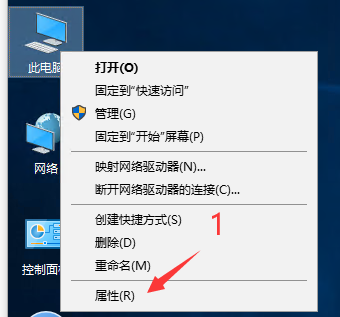 此电脑
打开(O)
固定到"快速访问"
管理(G)
固定到"开始"屏幕(P)
网络
映射网络驱动器(N)...
断开网络驱动器的连接(C)...
创建快捷方式(S)
1
删除(D)
控制面板
重命名(M)
属性(R)